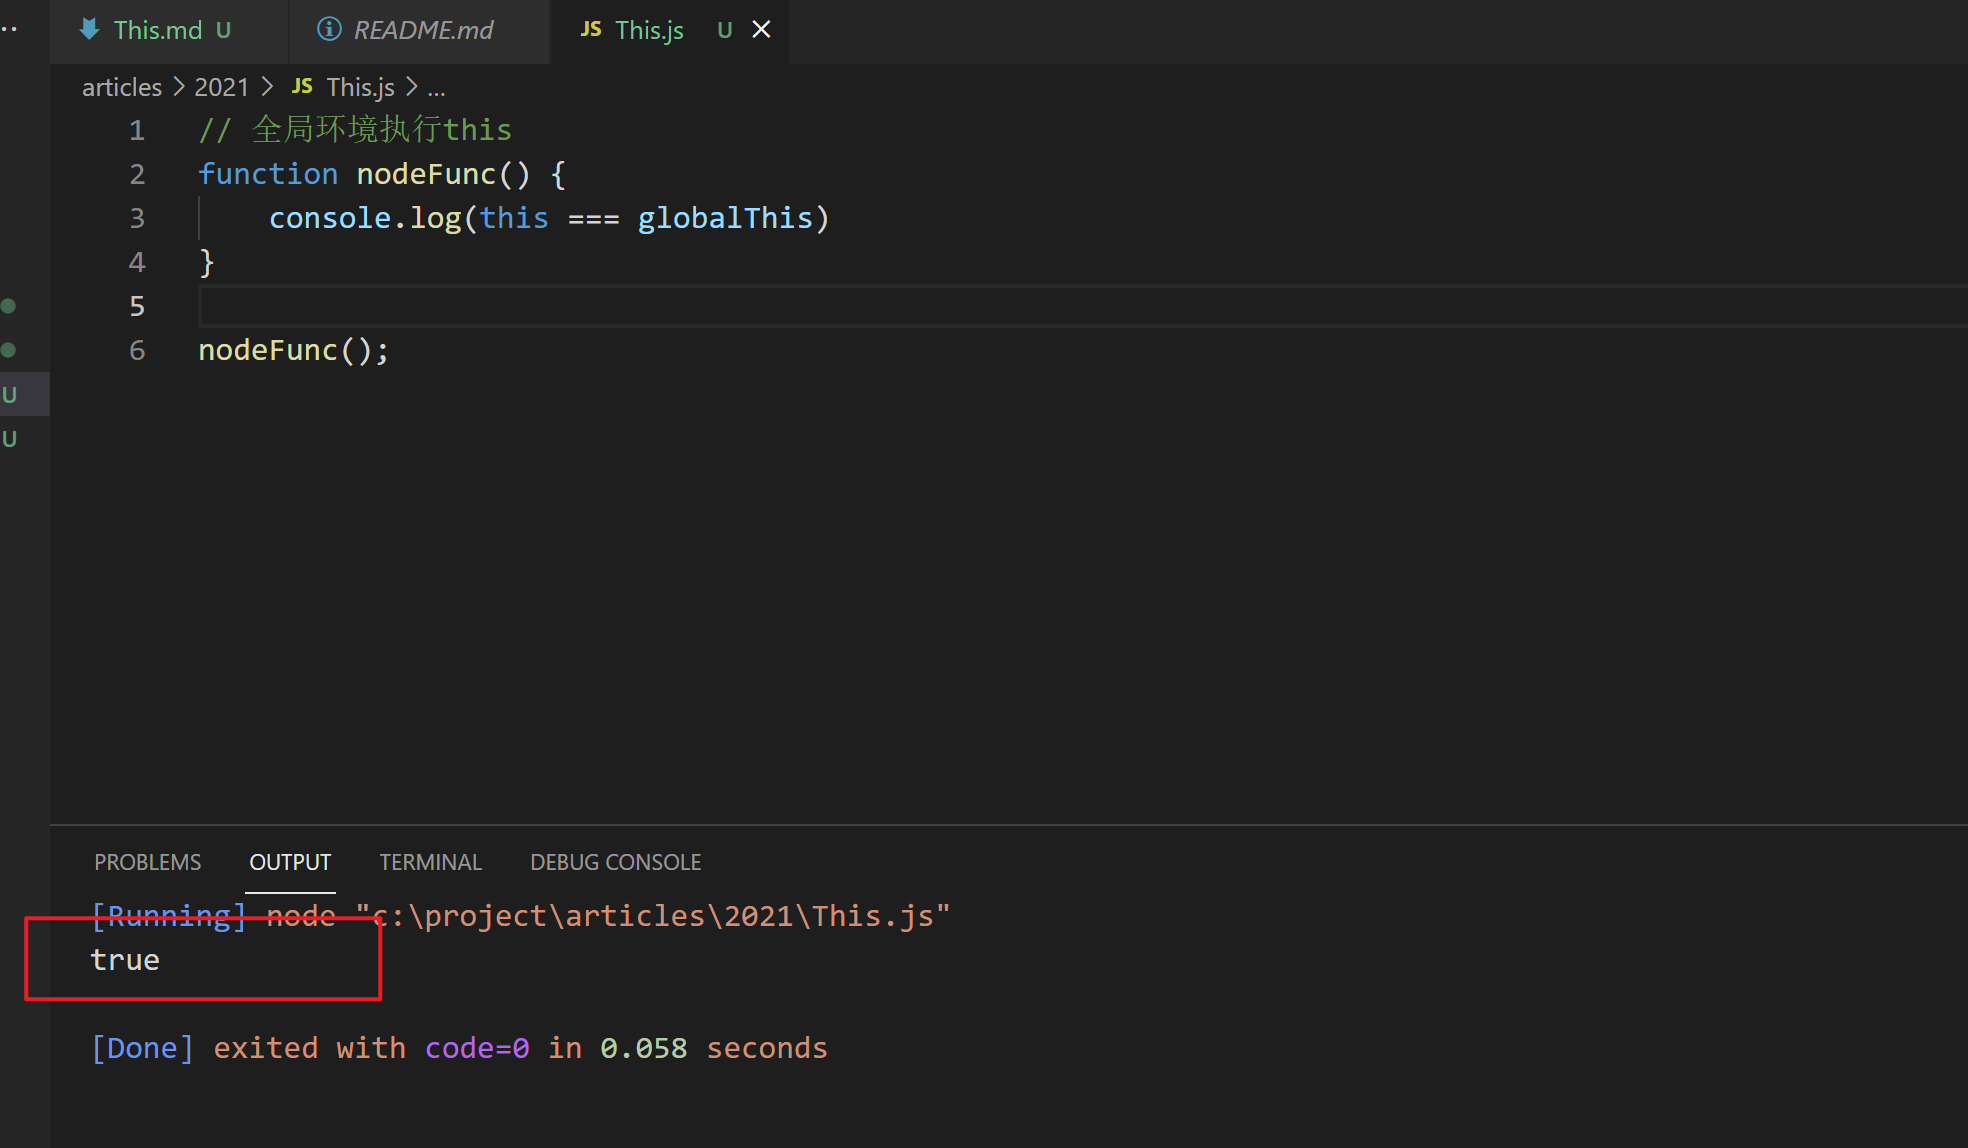 ·· This.md U README.md JS This.js U
articles > 2021 > JS This.js > ...
1 // 全局环境执行this
2 function nodeFunc() {
3 console.log(this === globalThis)
4 }
5
6 nodeFunc();
U
U
PROBLEMS OUTPUT TERMINAL DEBUG CONSOLE
[Running] node "c:\project\articles\2021\This.js"
true
[Done] exited with code=0 in 0.058 seconds